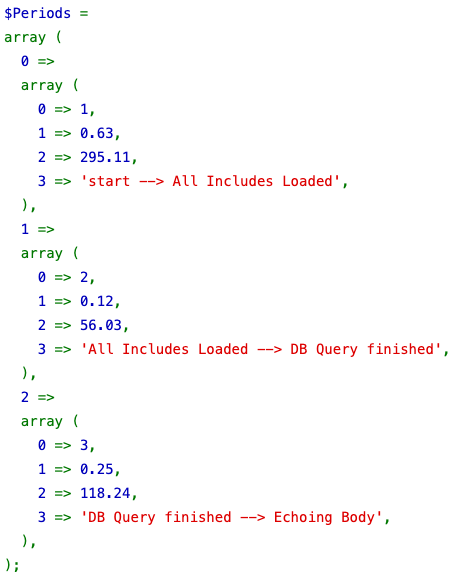 $Periods =
array (
  0 =>
  array (
    0 => 1,
    1 => 0.63,
    2 => 295.11,
    3 => 'start --> All Includes Loaded',
  ),
  1 =>
  array (
    0 => 2,
    1 => 0.12,
    2 => 56.03,
    3 => 'All Includes Loaded --> DB Query finished',
  ),
  2 =>
  array (
    0 => 3,
    1 => 0.25,
    2 => 118.24,
    3 => 'DB Query finished --> Echoing Body',
  ),
);